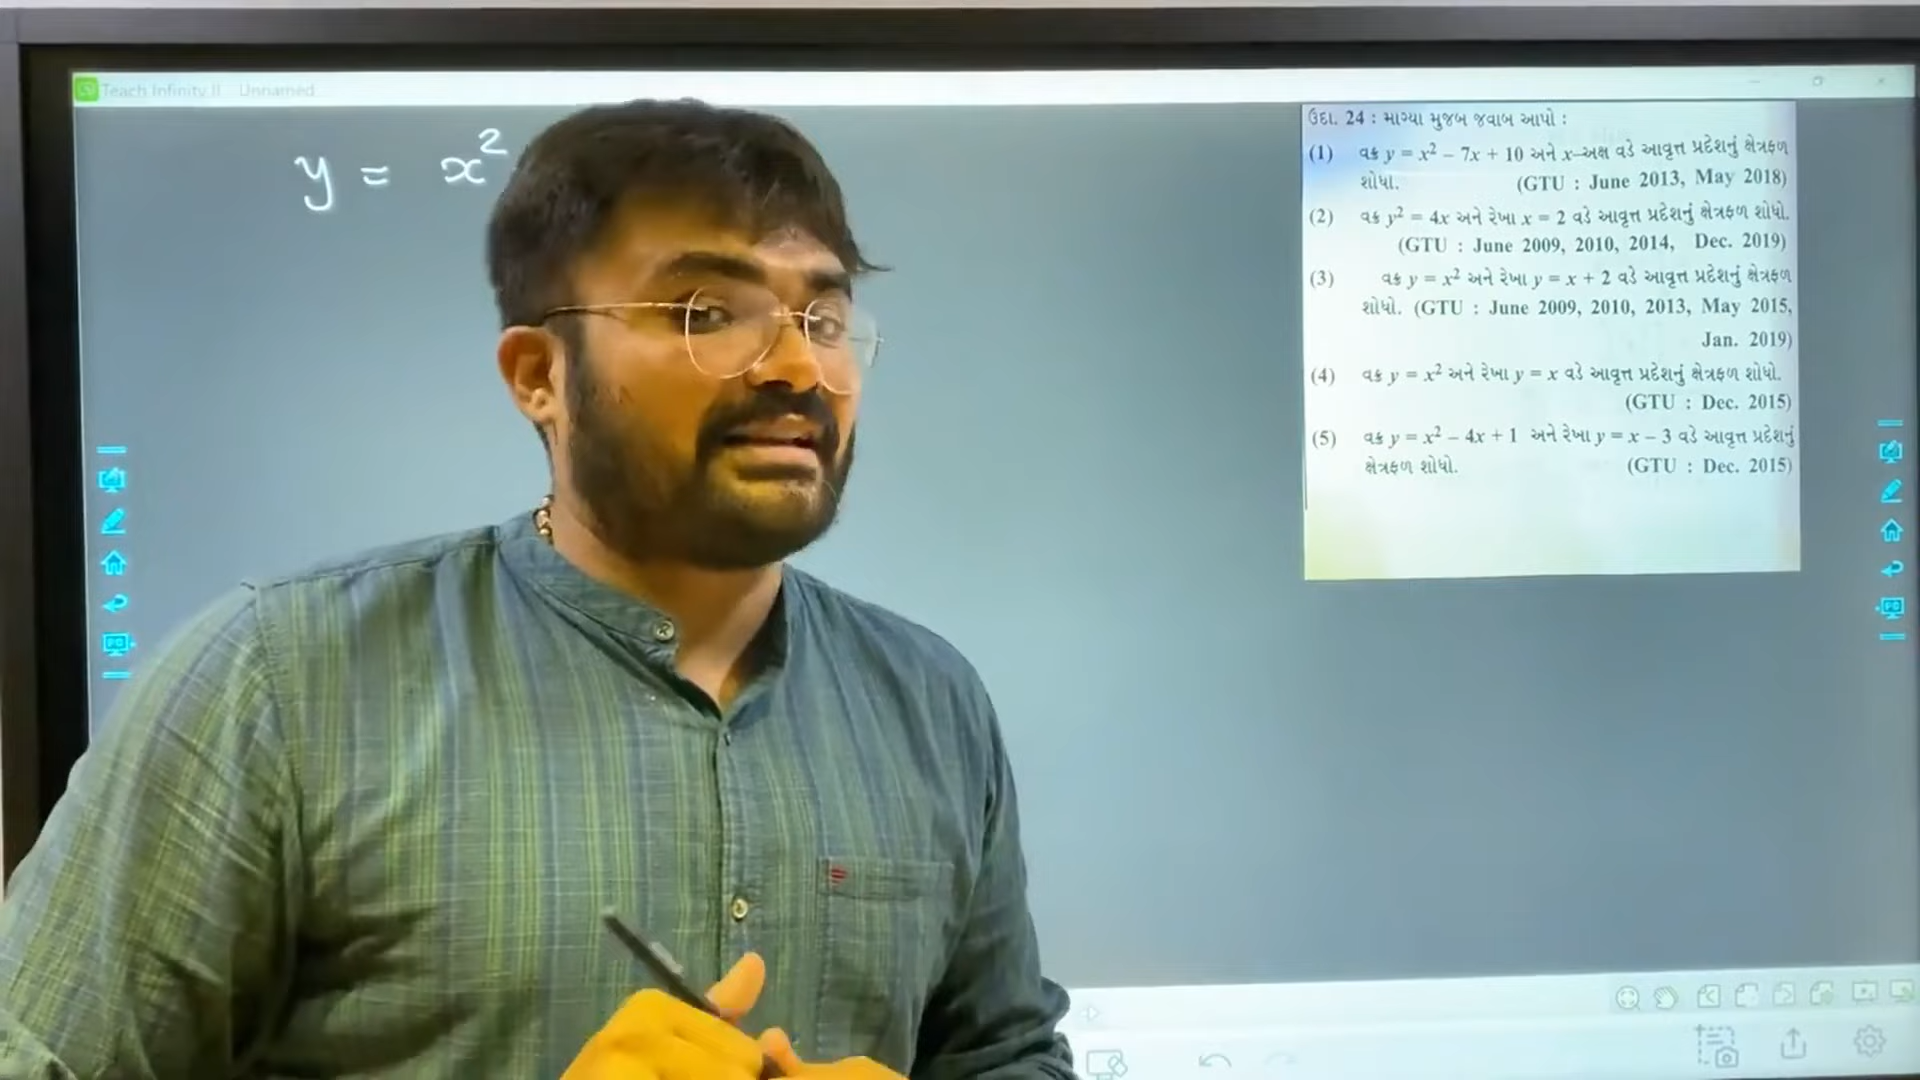 Teach Infinity II - Unnamed
y = x²
ઉદા. 24 : માગ્યા મુજબ જવાબ આપો :
(1) વક્ર y = x² – 7x + 10 અને x–અક્ષ વડે આવૃત્ત પ્રદેશનું ક્ષેત્રફળ
શોધો. (GTU : June 2013, May 2018)
(2) વક્ર y² = 4x અને રેખા x = 2 વડે આવૃત્ત પ્રદેશનું ક્ષેત્રફળ શોધો.
(GTU : June 2009, 2010, 2014, Dec. 2019)
(3) વક્ર y = x² અને રેખા y = x + 2 વડે આવૃત્ત પ્રદેશનું ક્ષેત્રફળ
શોધો. (GTU : June 2009, 2010, 2013, May 2015,
Jan. 2019)
(4) વક્ર y = x² અને રેખા y = x વડે આવૃત્ત પ્રદેશનું ક્ષેત્રફળ શોધો.
(GTU : Dec. 2015)
(5) વક્ર y = x² – 4x + 1 અને રેખા y = x – 3 વડે આવૃત્ત પ્રદેશનું
ક્ષેત્રફળ શોધો. (GTU : Dec. 2015)